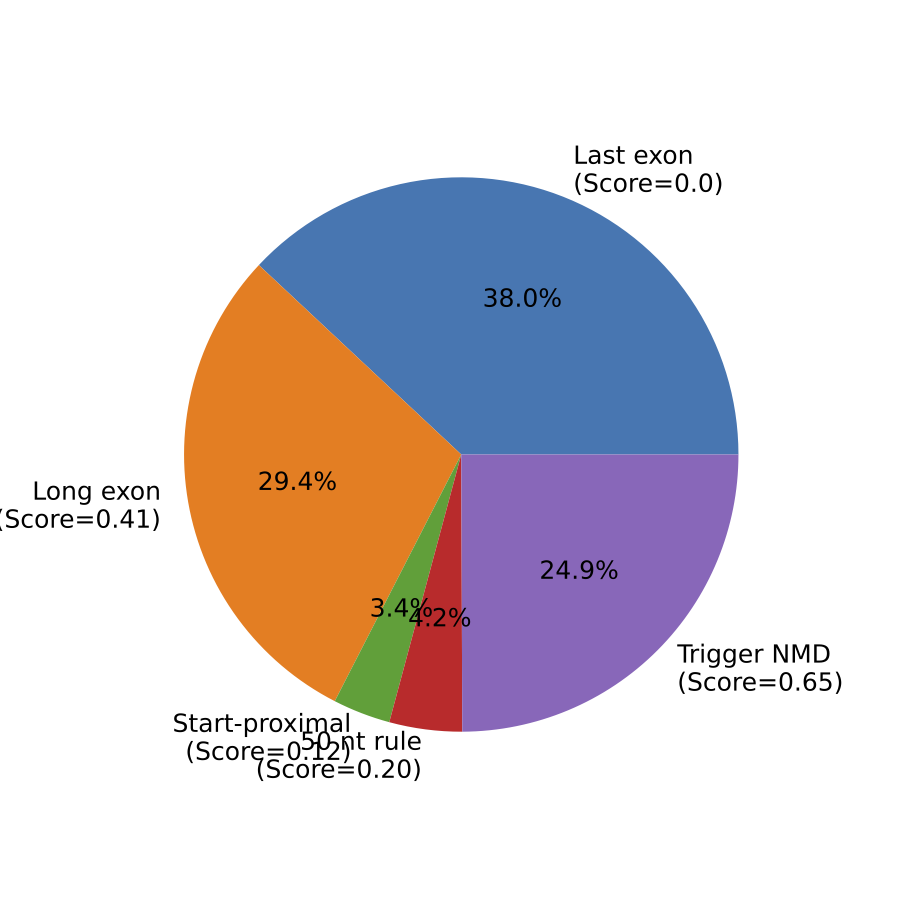 Last exon
(Score=0.0)
38.0%
Long exon
(Score=0.41)
29.4%
3.4%
4.2%
24.9%
Trigger NMD
(Score=0.65)
Start-proximal
(Score=0.12)
50 nt rule
(Score=0.20)